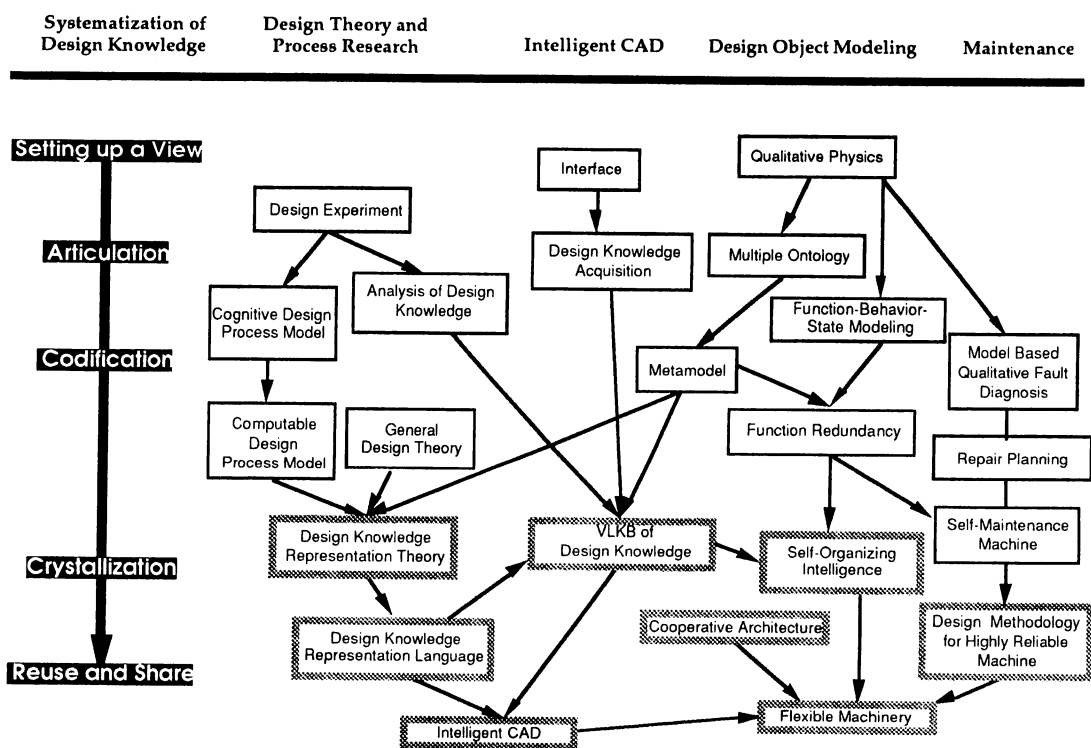 Systematization of
Design Knowledge
Design Theory and
Process Research
Intelligent CAD
Design Object Modeling
Maintenance
Setting up a View
Articulation
Codification
Crystallization
Reuse and Share
Design Experiment
Cognitive Design
Process Model
Analysis of Design
Knowledge
Computable
Design
Process Model
General
Design Theory
Design Knowledge
Representation Theory
Design Knowledge
Representation Language
Interface
Design Knowledge
Acquisition
VLKB of
Design Knowledge
Intelligent CAD
Qualitative Physics
Multiple Ontology
Function-Behavior-
State Modeling
Metamodel
Function Redundancy
Self-Organizing
Intelligence
Cooperative Architecture
Flexible Machinery
Model Based
Qualitative Fault
Diagnosis
Repair Planning
Self-Maintenance
Machine
Design Methodology
for Highly Reliable
Machine